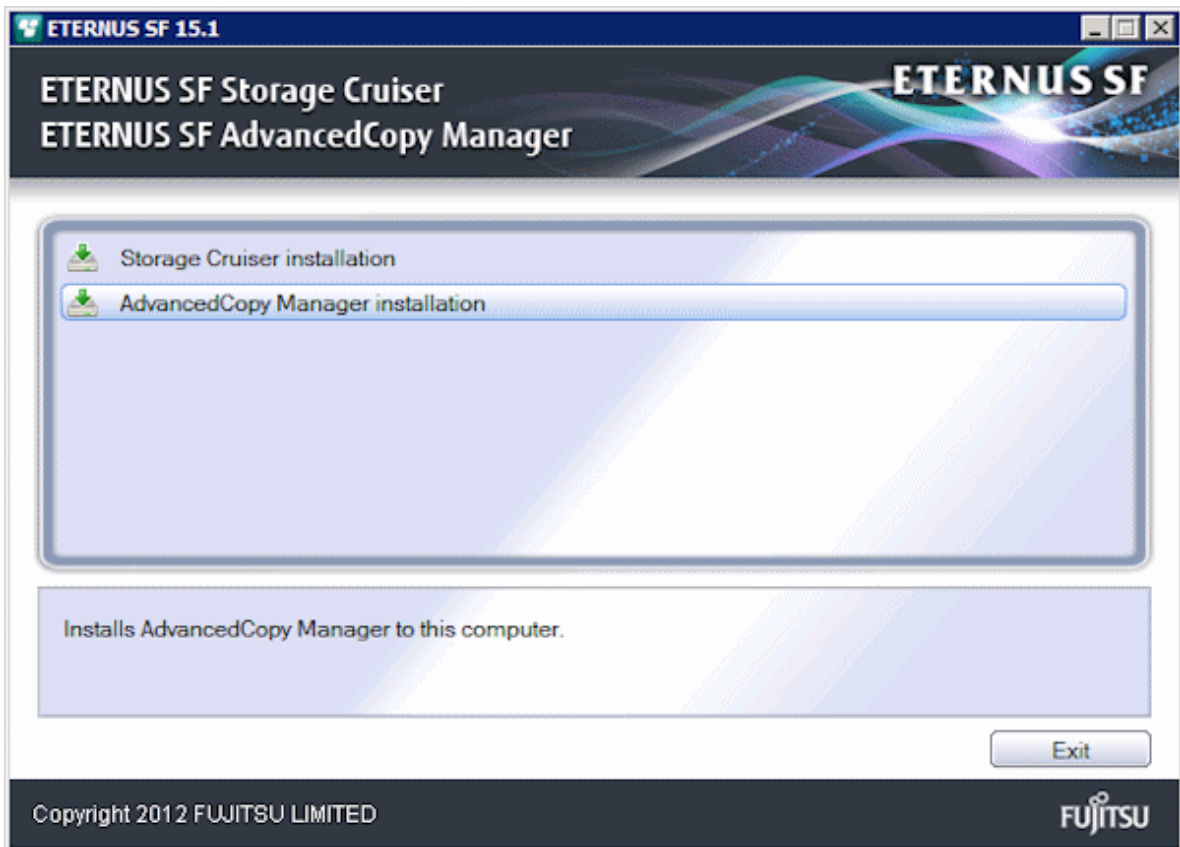 ETERNUS SF 15.1
ETERNUS SF Storage Cruiser
ETERNUS SF AdvancedCopy Manager
ETERNUS SF
Storage Cruiser installation
AdvancedCopy Manager installation
Installs AdvancedCopy Manager to this computer.
Exit
Copyright 2012 FUJITSU LIMITED
FUJITSU